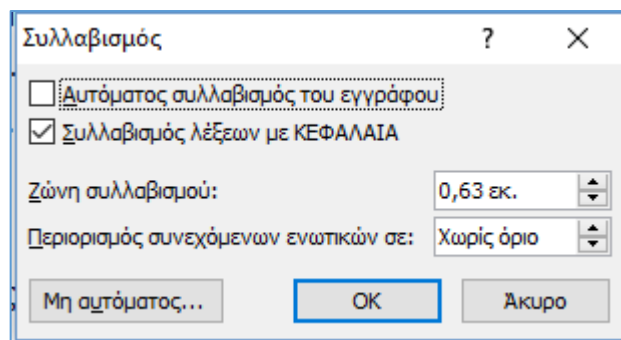 Συλλαβισμός ?
Αυτόματος συλλαβισμός του εγγράφου
Συλλαβισμός λέξεων με ΚΕΦΑΛΑΙΑ
Ζώνη συλλαβισμού: 0,63 εκ.
Περιορισμός συνεχόμενων ενωτικών σε: Χωρίς όριο
Μη αυτόματος... OK Άκυρο